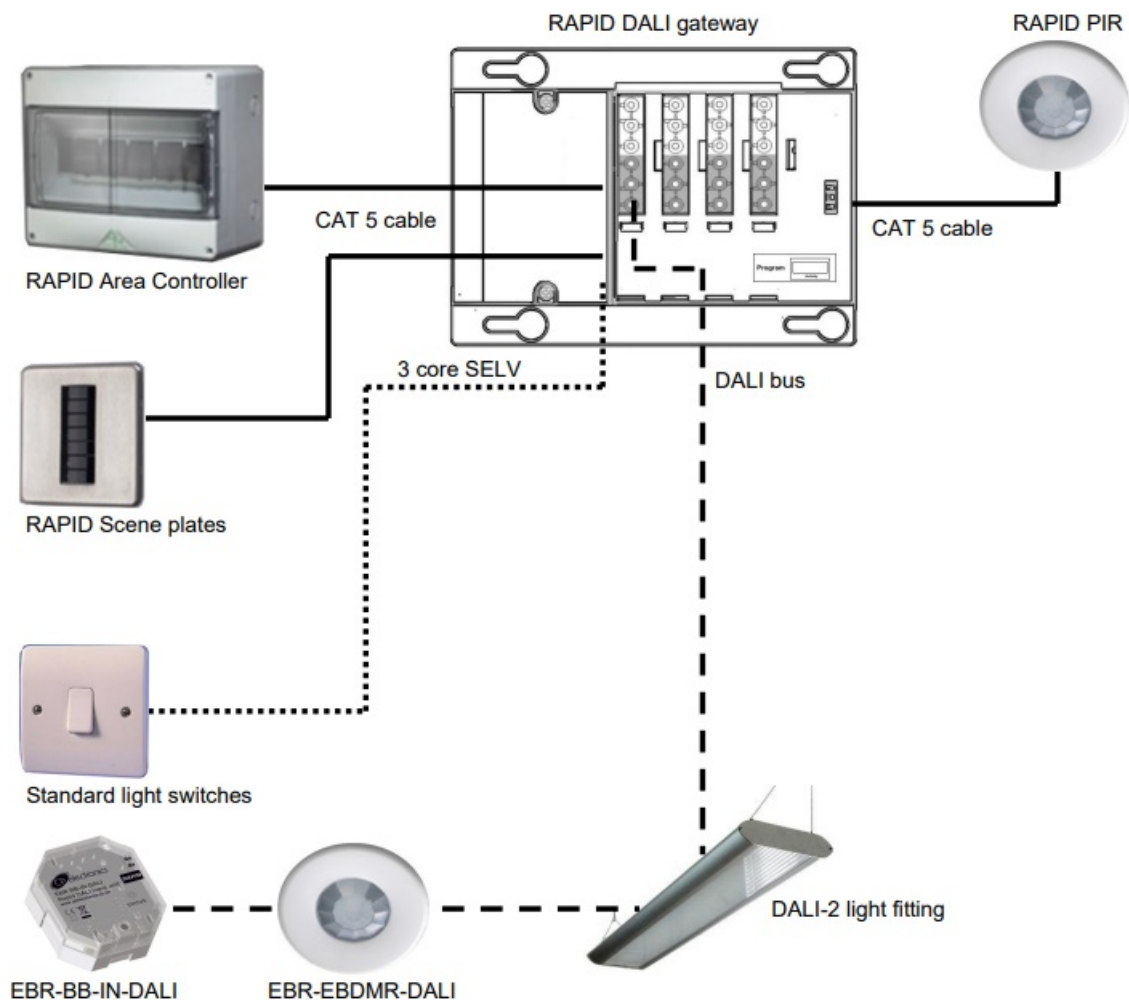 RAPID DALI gateway
RAPID PIR
CAT 5 cable
CAT 5 cable
RAPID Area Controller
Program
3 core SELV
DALI bus
RAPID Scene plates
Standard light switches
DALI-2 light fitting
EBR-BB-IN-DALI
EBR-EBDMR-DALI